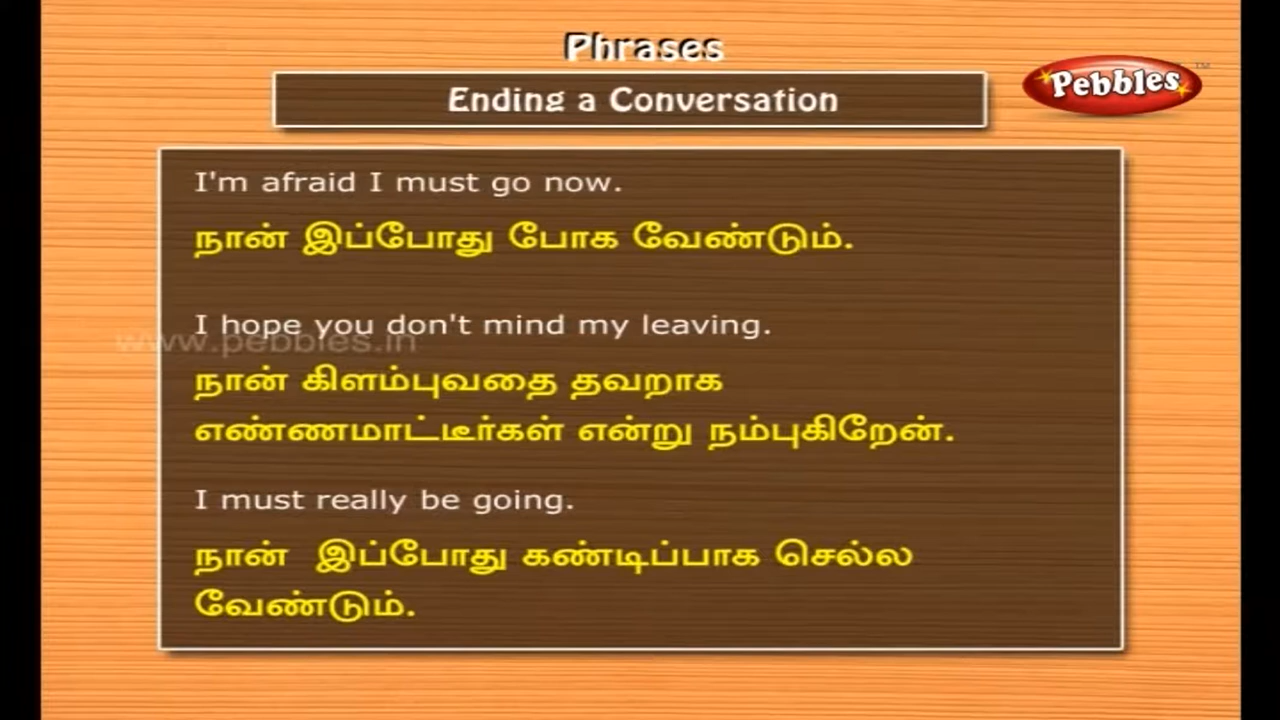 Phrases
Ending a Conversation
Pebbles™
I'm afraid I must go now.
நான் இப்போது போக வேண்டும்.
I hope you don't mind my leaving.
www.pebbles.in
நான் கிளம்புவதை தவறாக
எண்ணமாட்டீர்கள் என்று நம்புகிறேன்.
I must really be going.
நான் இப்போது கண்டிப்பாக செல்ல
வேண்டும்.